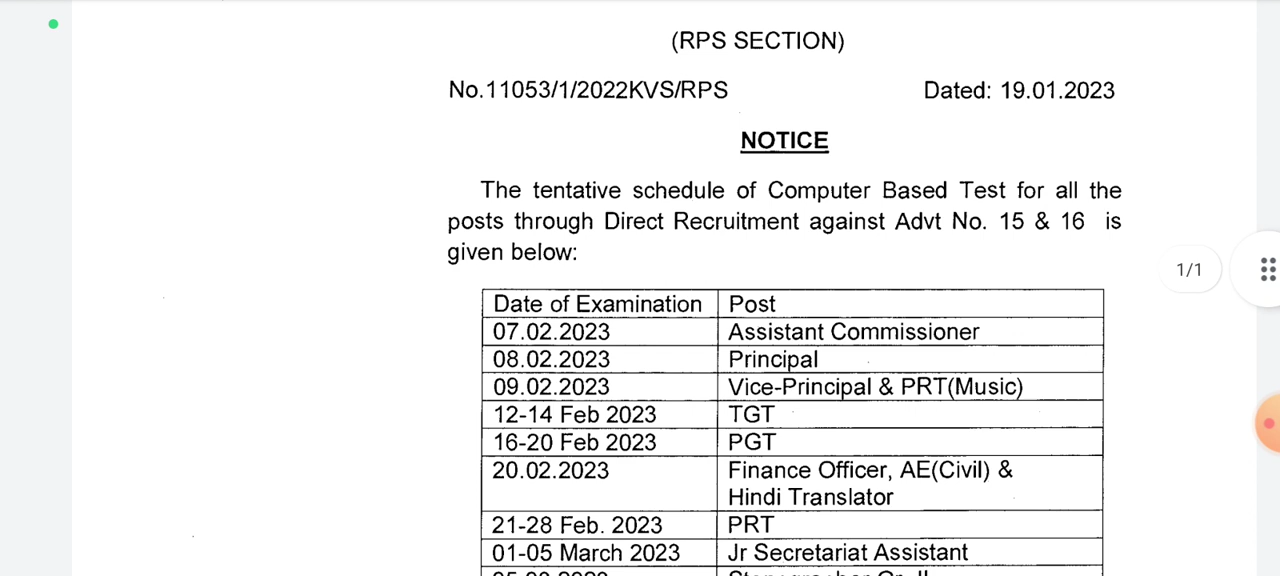 (RPS SECTION)
No.11053/1/2022KVS/RPS Dated: 19.01.2023
NOTICE
The tentative schedule of Computer Based Test for all the
posts through Direct Recruitment against Advt No. 15 & 16 is
given below:
1/1
Date of Examination Post
07.02.2023 Assistant Commissioner
08.02.2023 Principal
09.02.2023 Vice-Principal & PRT(Music)
12-14 Feb 2023 TGT
16-20 Feb 2023 PGT
20.02.2023 Finance Officer, AE(Civil) &
Hindi Translator
21-28 Feb. 2023 PRT
01-05 March 2023 Jr Secretariat Assistant